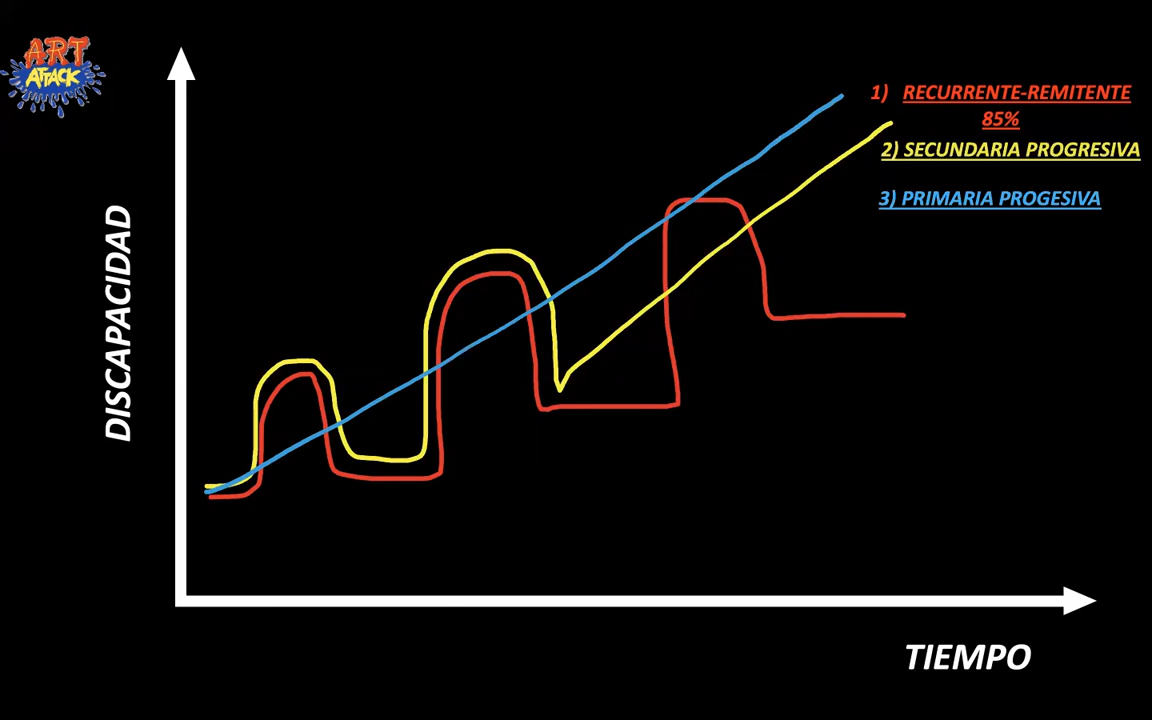 ART
ATTACK
1) RECURRENTE-REMITENTE
85%
2) SECUNDARIA PROGRESIVA
3) PRIMARIA PROGESIVA
DISCAPACIDAD
TIEMPO